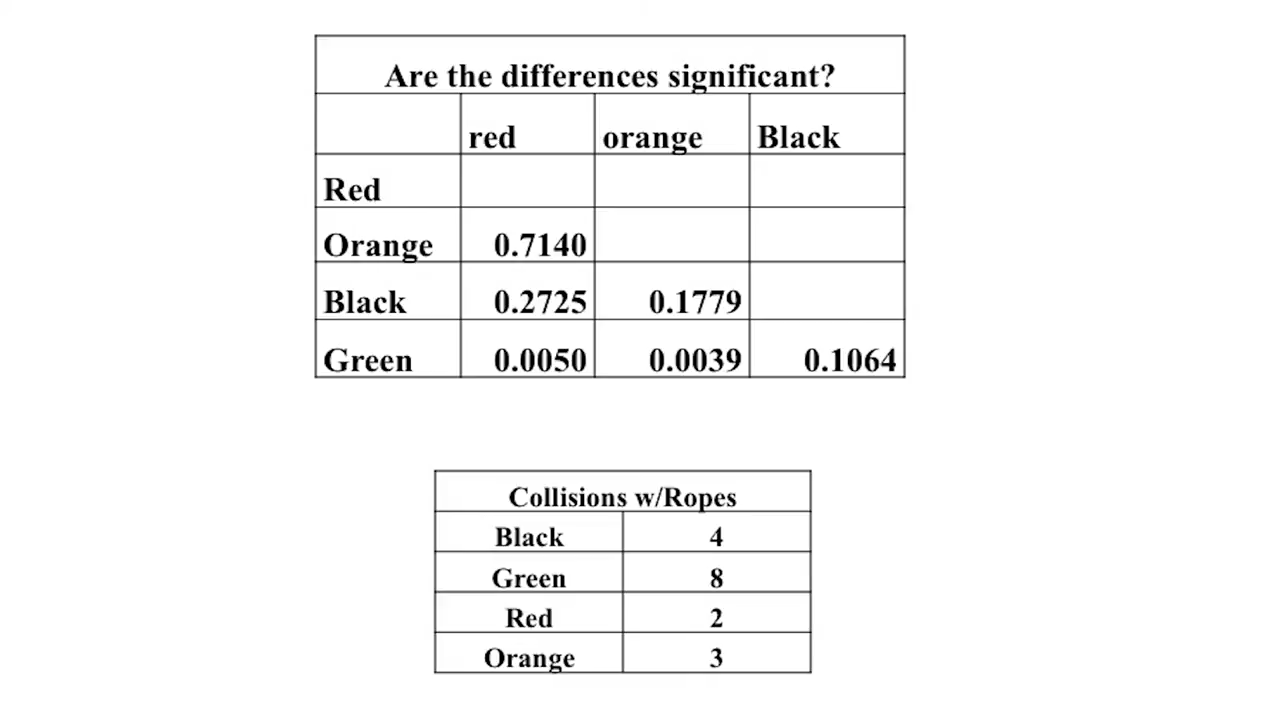 Are the differences significant?
red orange Black
Red
Orange 0.7140
Black 0.2725 0.1779
Green 0.0050 0.0039 0.1064
Collisions w/Ropes
Black 4
Green 8
Red 2
Orange 3